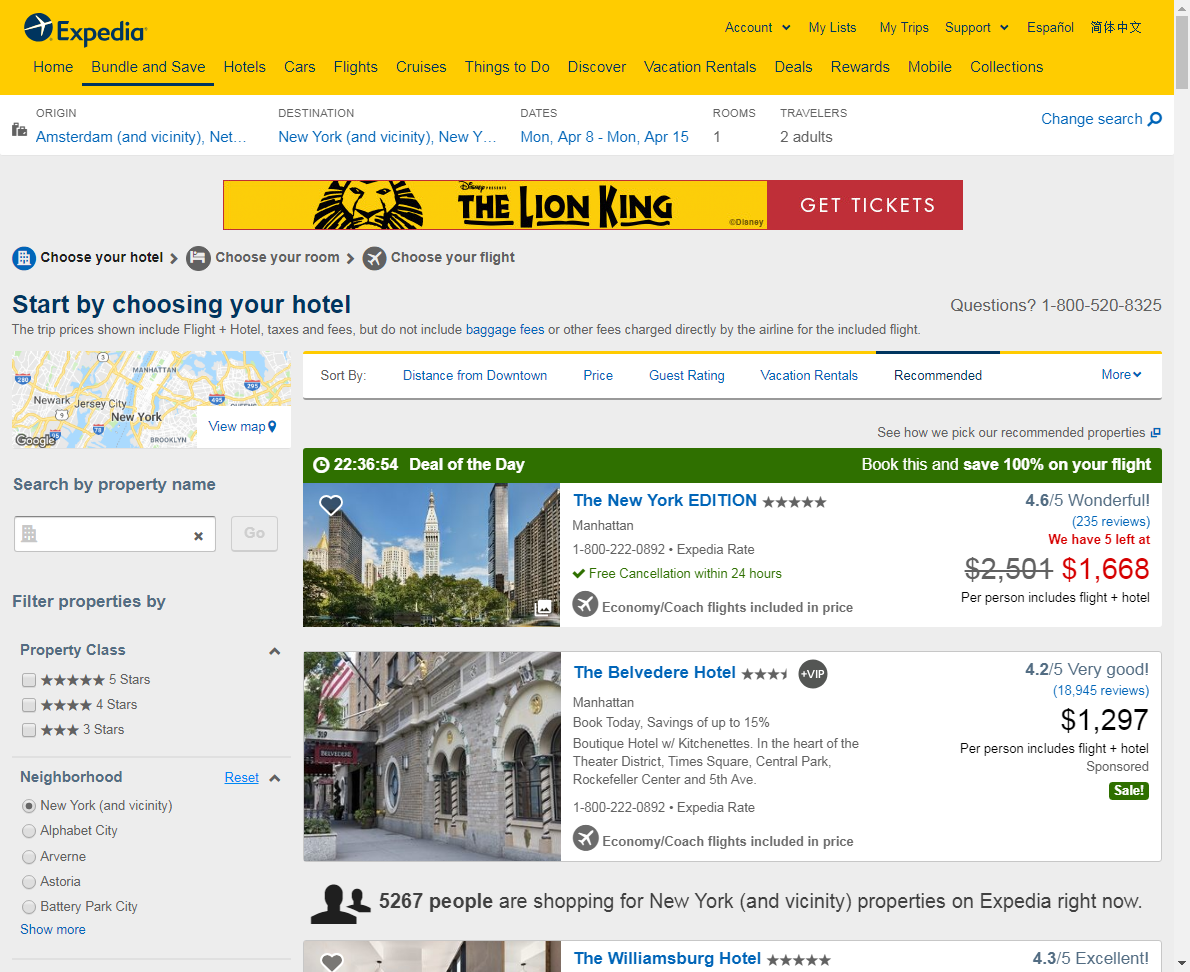 Expedia
Account
My Lists
My Trips
Support
Español
简体中文
Home
Bundle and Save
Hotels
Cars
Flights
Cruises
Things to Do
Discover
Vacation Rentals
Deals
Rewards
Mobile
Collections
ORIGIN
Amsterdam (and vicinity), Net...
DESTINATION
New York (and vicinity), New Y...
DATES
Mon, Apr 8 - Mon, Apr 15
ROOMS
1
TRAVELERS
2 adults
Change search
Disney PRESENTS
THE LION KING
©Disney
GET TICKETS
Choose your hotel
Choose your room
Choose your flight
Start by choosing your hotel
Questions? 1-800-520-8325
The trip prices shown include Flight + Hotel, taxes and fees, but do not include baggage fees or other fees charged directly by the airline for the included flight.
3
280
MANHATTAN
295
495
Newark
Jersey City
9
New York
78
95
BROOKLYN
Google
View map
Sort By:
Distance from Downtown
Price
Guest Rating
Vacation Rentals
Recommended
More
See how we pick our recommended properties
Search by property name
Go
Filter properties by
Property Class
5 Stars
4 Stars
3 Stars
Neighborhood
Reset
New York (and vicinity)
Alphabet City
Arverne
Astoria
Battery Park City
Show more
22:36:54 Deal of the Day
Book this and save 100% on your flight
The New York EDITION
Manhattan
1-800-222-0892 • Expedia Rate
Free Cancellation within 24 hours
Economy/Coach flights included in price
4.6/5 Wonderful!
(235 reviews)
We have 5 left at
$2,501 $1,668
Per person includes flight + hotel
319
BELVEDERE
The Belvedere Hotel
+VIP
Manhattan
Book Today, Savings of up to 15%
Boutique Hotel w/ Kitchenettes. In the heart of the
Theater District, Times Square, Central Park,
Rockefeller Center and 5th Ave.
1-800-222-0892 • Expedia Rate
Economy/Coach flights included in price
4.2/5 Very good!
(18,945 reviews)
$1,297
Per person includes flight + hotel
Sponsored
Sale!
5267 people are shopping for New York (and vicinity) properties on Expedia right now.
The Williamsburg Hotel
4.3/5 Excellent!